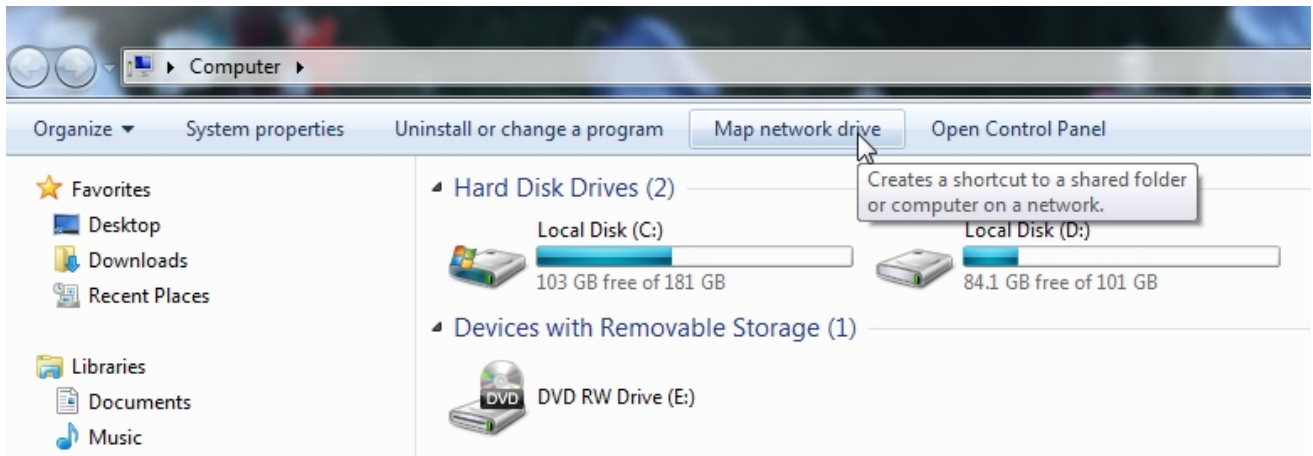 Computer
Organize System properties Uninstall or change a program Map network drive Open Control Panel
Favorites
Desktop
Downloads
Recent Places
Libraries
Documents
Music
Hard Disk Drives (2)
Creates a shortcut to a shared folder
or computer on a network.
Local Disk (C:)
103 GB free of 181 GB
Local Disk (D:)
84.1 GB free of 101 GB
Devices with Removable Storage (1)
DVD
DVD RW Drive (E:)